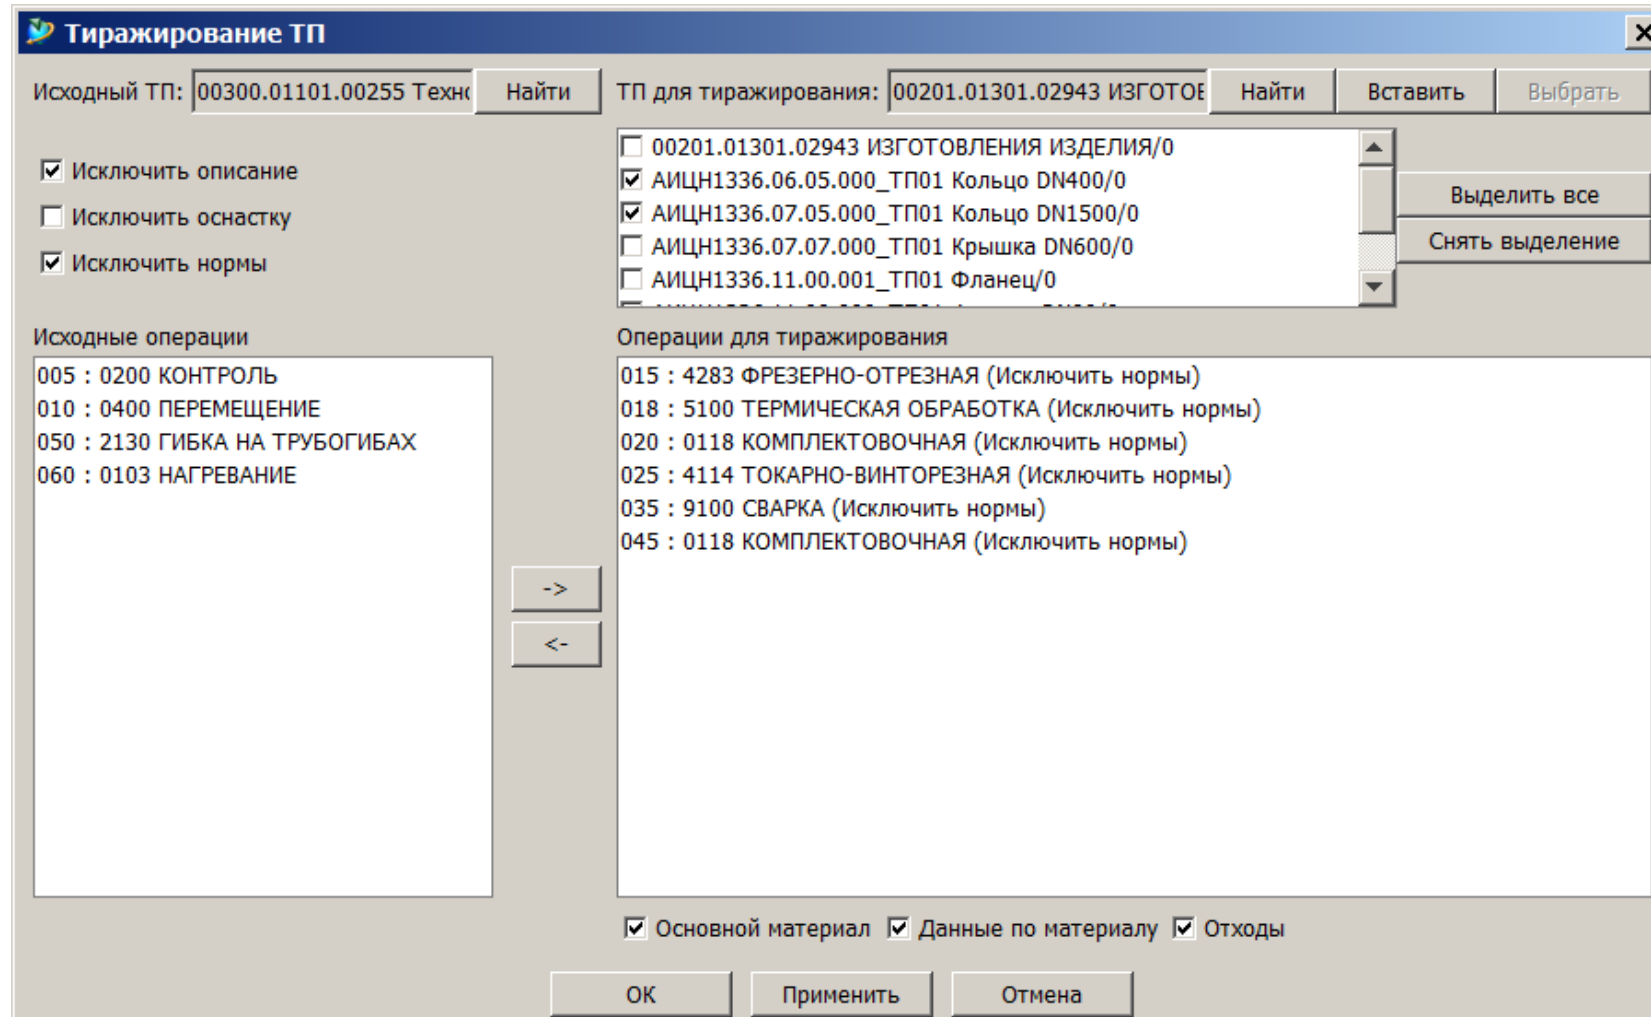 Тиражирование ТП
Исходный ТП: 00300.01101.00255 Техно Найти ТП для тиражирования: 00201.01301.02943 ИЗГОТОВ Найти Вставить Выбрать
Исключить описание
Исключить оснастку
Исключить нормы
00201.01301.02943 ИЗГОТОВЛЕНИЯ ИЗДЕЛИЯ/0
АИЦН1336.06.05.000_ТП01 Кольцо DN400/0
АИЦН1336.07.05.000_ТП01 Кольцо DN1500/0
АИЦН1336.07.07.000_ТП01 Крышка DN600/0
АИЦН1336.11.00.001_ТП01 Фланец/0
Выделить все
Снять выделение
Исходные операции
005 : 0200 КОНТРОЛЬ
010 : 0400 ПЕРЕМЕЩЕНИЕ
050 : 2130 ГИБКА НА ТРУБОГИБАХ
060 : 0103 НАГРЕВАНИЕ
->
<-
Операции для тиражирования
015 : 4283 ФРЕЗЕРНО-ОТРЕЗНАЯ (Исключить нормы)
018 : 5100 ТЕРМИЧЕСКАЯ ОБРАБОТКА (Исключить нормы)
020 : 0118 КОМПЛЕКТОВОЧНАЯ (Исключить нормы)
025 : 4114 ТОКАРНО-ВИНТОРЕЗНАЯ (Исключить нормы)
035 : 9100 СВАРКА (Исключить нормы)
045 : 0118 КОМПЛЕКТОВОЧНАЯ (Исключить нормы)
Основной материал Данные по материалу Отходы
ОК Применить Отмена